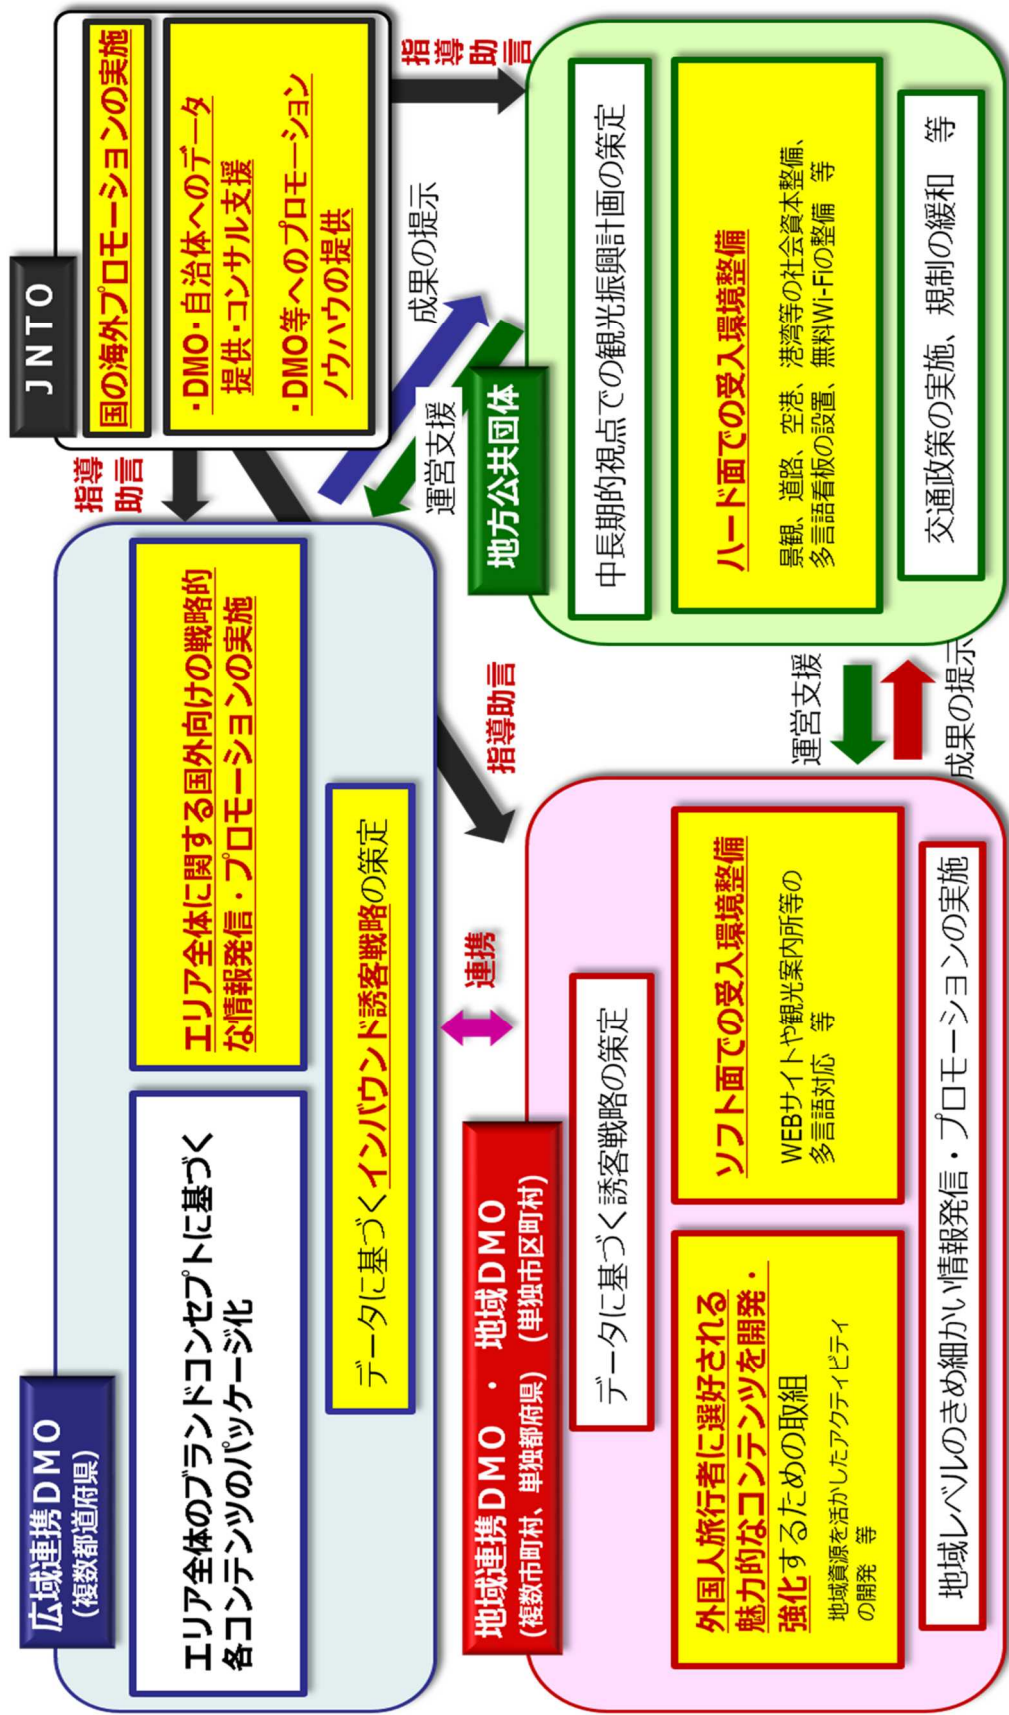 広域連携DMO
(複数都道府県)
エリア全体のブランドコンセプトに基づく
各コンテンツのパッケージ化
エリア全体に関する国外向けの戦略的
な情報発信・プロモーションの実施
データに基づくインバウンド誘客戦略の策定
指導
助言
JNTO
国の海外プロモーションの実施
・DMO・自治体へのデータ
提供・コンサル支援
・DMO等へのプロモーション
ノウハウの提供
連携
指導助言
運営支援
成果の提示
指導
助言
地域連携DMO ・ 地域DMO
(複数市町村、単独都府県) (単独市区町村)
データに基づく誘客戦略の策定
外国人旅行者に選好される
魅力的なコンテンツを開発・
強化するための取組
地域資源を活かしたアクティビティ
の開発 等
ソフト面での受入環境整備
WEBサイトや観光案内所等の
多言語対応 等
地域レベルのきめ細かい情報発信・プロモーションの実施
運営支援
成果の提示
地方公共団体
中長期的視点での観光振興計画の策定
ハード面での受入環境整備
景観、道路、空港、港湾等の社会資本整備、
多言語看板の設置、無料Wi-Fiの整備 等
交通政策の実施、規制の緩和 等